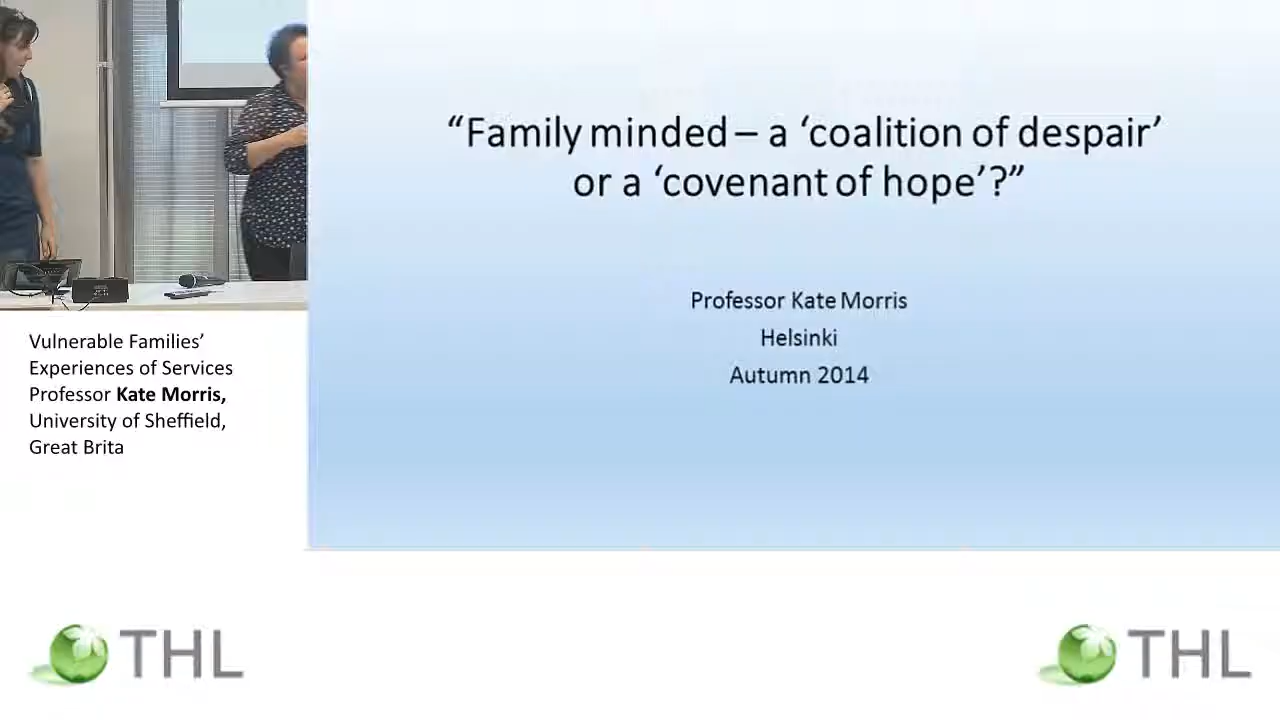 “Family minded – a ‘coalition of despair’
or a ‘covenant of hope’?”
Professor Kate Morris
Helsinki
Autumn 2014
Vulnerable Families’
Experiences of Services
Professor Kate Morris,
University of Sheffield,
Great Brita
THL
THL